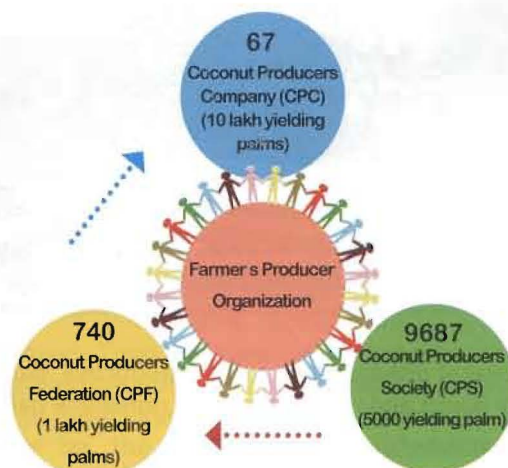 67
Coconut Producers
Company (CPC)
(10 lakh yielding
palms)
Farmer s Producer
Organization
740
Coconut Producers
Federation (CPF)
(1 lakh yielding
palms)
9687
Coconut Producers
Society (CPS)
(5000 yielding palm)